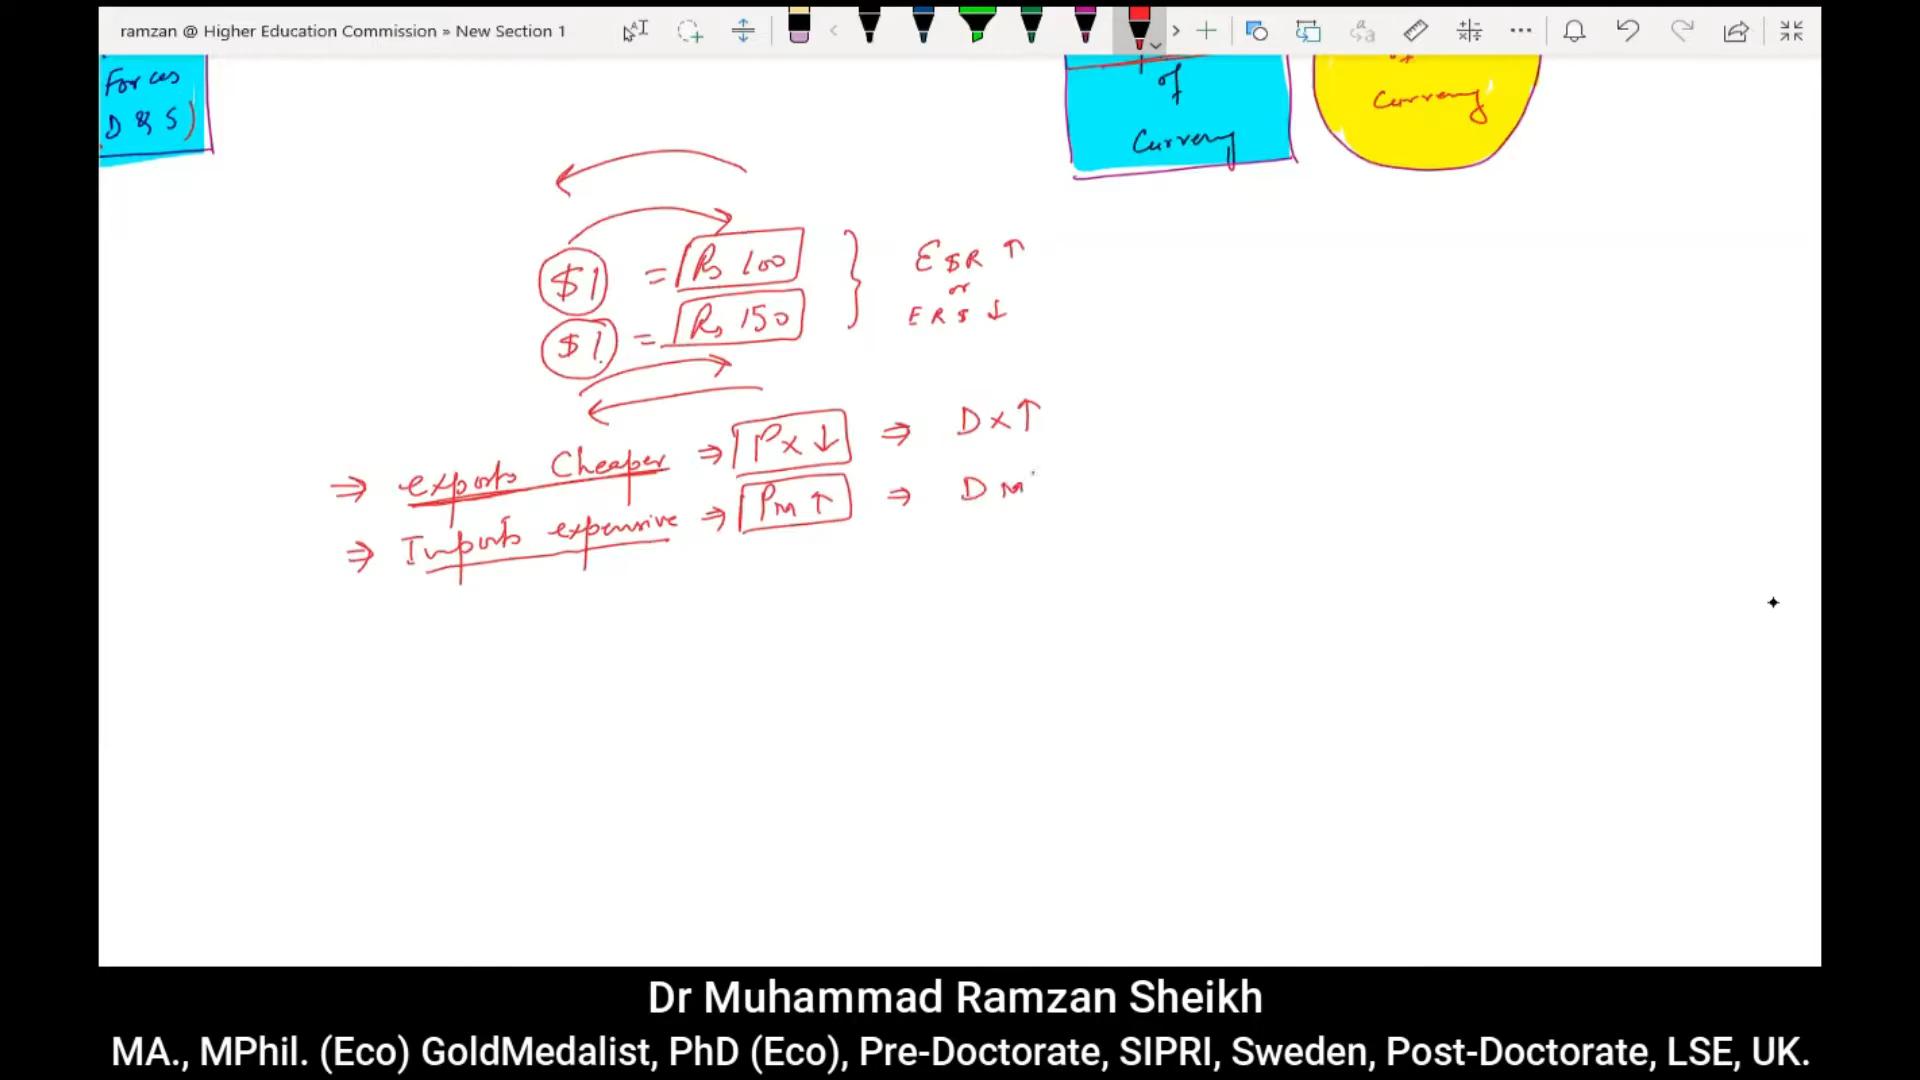 ramzan @ Higher Education Commission » New Section 1
Forces
D & S)
of
Currency
Currency
$1 = Rs 100
$1 = Rs 150
E $R ↑
or
E R $ ↓
⇒ exports Cheaper ⇒ Px ↓ ⇒ Dx ↑
⇒ Imports expensive ⇒ PM ↑ ⇒ DM
Dr Muhammad Ramzan Sheikh
MA., MPhil. (Eco) GoldMedalist, PhD (Eco), Pre-Doctorate, SIPRI, Sweden, Post-Doctorate, LSE, UK.